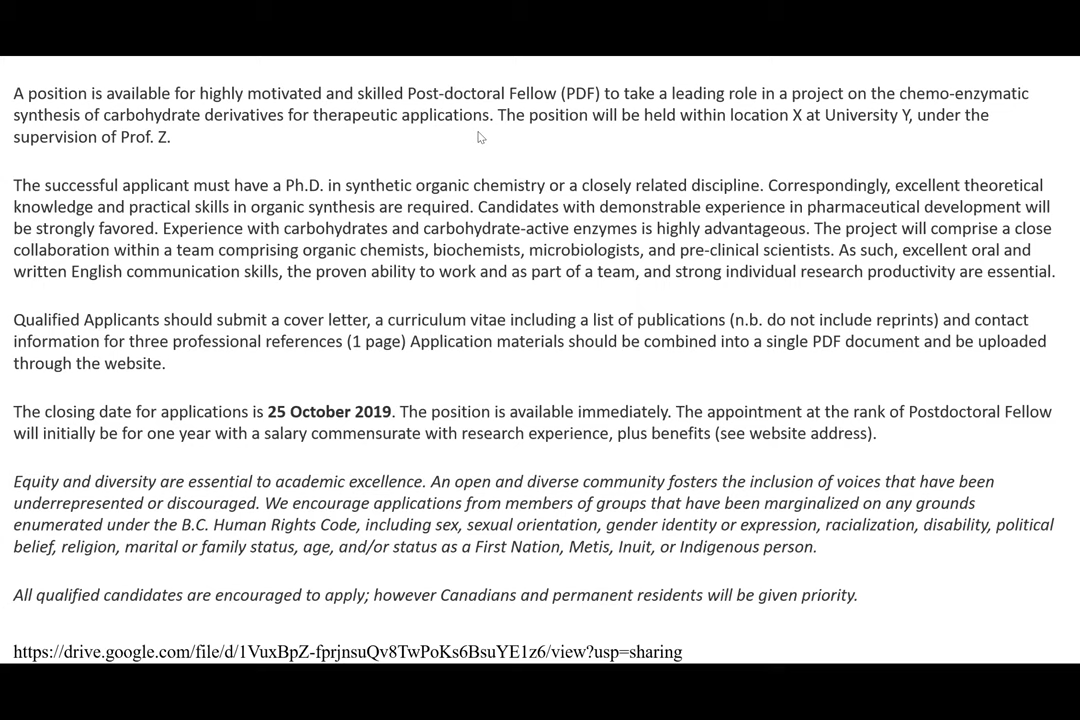 A position is available for highly motivated and skilled Post-doctoral Fellow (PDF) to take a leading role in a project on the chemo-enzymatic
synthesis of carbohydrate derivatives for therapeutic applications. The position will be held within location X at University Y, under the
supervision of Prof. Z.
The successful applicant must have a Ph.D. in synthetic organic chemistry or a closely related discipline. Correspondingly, excellent theoretical
knowledge and practical skills in organic synthesis are required. Candidates with demonstrable experience in pharmaceutical development will
be strongly favored. Experience with carbohydrates and carbohydrate-active enzymes is highly advantageous. The project will comprise a close
collaboration within a team comprising organic chemists, biochemists, microbiologists, and pre-clinical scientists. As such, excellent oral and
written English communication skills, the proven ability to work and as part of a team, and strong individual research productivity are essential.
Qualified Applicants should submit a cover letter, a curriculum vitae including a list of publications (n.b. do not include reprints) and contact
information for three professional references (1 page) Application materials should be combined into a single PDF document and be uploaded
through the website.
The closing date for applications is 25 October 2019. The position is available immediately. The appointment at the rank of Postdoctoral Fellow
will initially be for one year with a salary commensurate with research experience, plus benefits (see website address).
Equity and diversity are essential to academic excellence. An open and diverse community fosters the inclusion of voices that have been
underrepresented or discouraged. We encourage applications from members of groups that have been marginalized on any grounds
enumerated under the B.C. Human Rights Code, including sex, sexual orientation, gender identity or expression, racialization, disability, political
belief, religion, marital or family status, age, and/or status as a First Nation, Metis, Inuit, or Indigenous person.
All qualified candidates are encouraged to apply; however Canadians and permanent residents will be given priority.
https://drive.google.com/file/d/1VuxBpZ-fprjnsuQv8TwPoKs6BsuYE1z6/view?usp=sharing